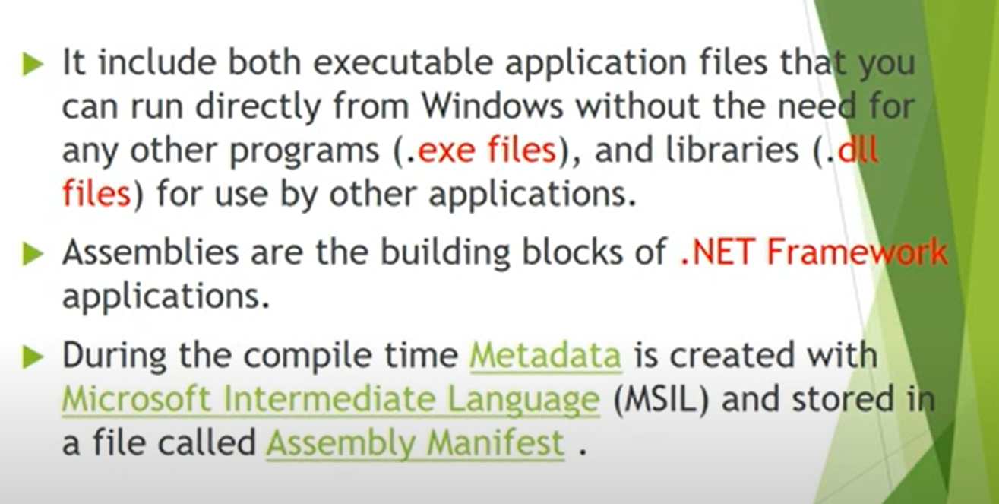 It include both executable application files that you
can run directly from Windows without the need for
any other programs (.exe files), and libraries (.dll
files) for use by other applications.
Assemblies are the building blocks of .NET Framework
applications.
During the compile time Metadata is created with
Microsoft Intermediate Language (MSIL) and stored in
a file called Assembly Manifest .